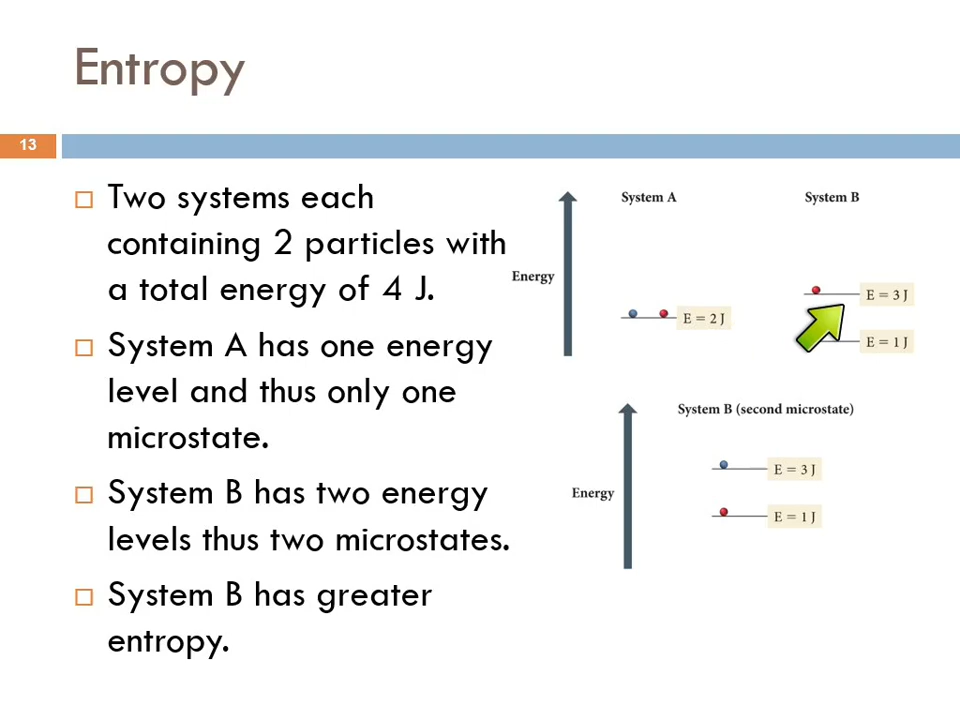 Entropy
13
Two systems each
containing 2 particles with
a total energy of 4 J.
System A has one energy
level and thus only one
microstate.
System B has two energy
levels thus two microstates.
System B has greater
entropy.
System A
System B
Energy
E = 3 J
E = 2 J
E = 1 J
System B (second microstate)
E = 3 J
Energy
E = 1 J